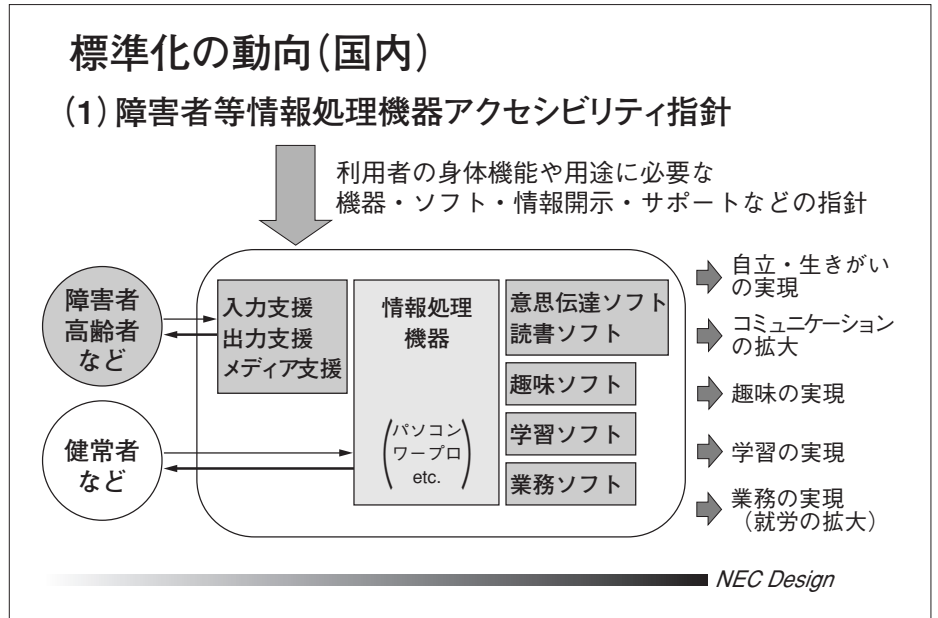 標準化の動向(国内)
(1)障害者等情報処理機器アクセシビリティ指針
利用者の身体機能や用途に必要な
機器・ソフト・情報開示・サポートなどの指針
障害者
高齢者
など
健常者
など
入力支援
出力支援
メディア支援
情報処理
機器
パソコン
ワープロ
etc.
意思伝達ソフト
読書ソフト
趣味ソフト
学習ソフト
業務ソフト
自立・生きがい
の実現
コミュニケーション
の拡大
趣味の実現
学習の実現
業務の実現
(就労の拡大)
NEC Design